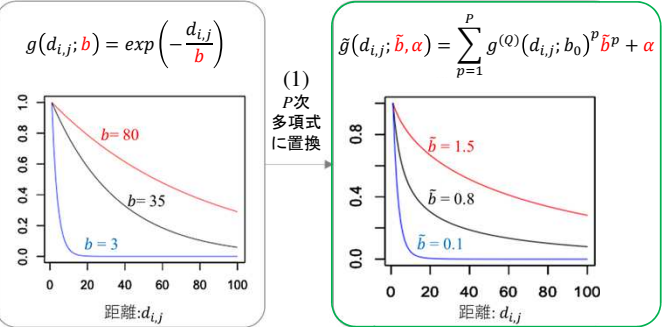 g(d_{i,j}; b) = exp(−d_{i,j}/b)
1.0
0.8
0.6
0.4
0.2
0.0
b= 80
b= 35
b = 3
0 20 40 60 80 100
距離:d_{i,j}
(1)
P次
多項式
に置換
g̃(d_{i,j}; b̃, α) = ∑_{p=1}^{P} g^{(Q)}(d_{i,j}; b_0)^p b̃^p + α
0.8
0.4
0.0
b̃ = 1.5
b̃ = 0.8
b̃ = 0.1
0 20 40 60 80 100
距離: d_{i,j}